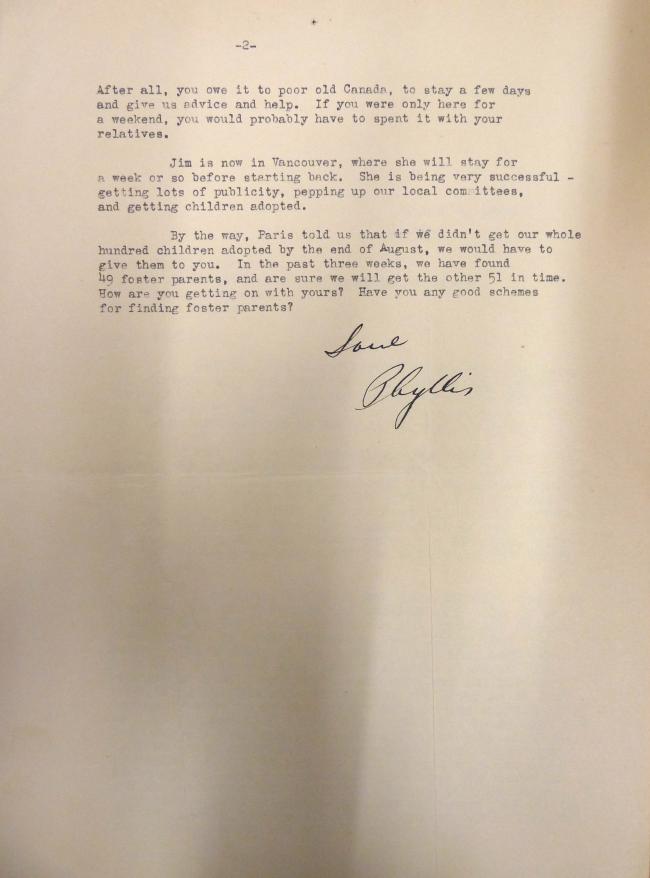 -2-
After all, you owe it to poor old Canada, to stay a few days
and give us advice and help. If you were only here for
a weekend, you would probably have to spent it with your
relatives.
Jim is now in Vancouver, where she will stay for
a week or so before starting back. She is being very successful -
getting lots of publicity, pepping up our local committees,
and getting children adopted.
By the way, Paris told us that if we didn't get our whole
hundred children adopted by the end of August, we would have to
give them to you. In the past three weeks, we have found
49 foster parents, and are sure we will get the other 51 in time.
How are you getting on with yours? Have you any good schemes
for finding foster parents?
Love
Phyllis